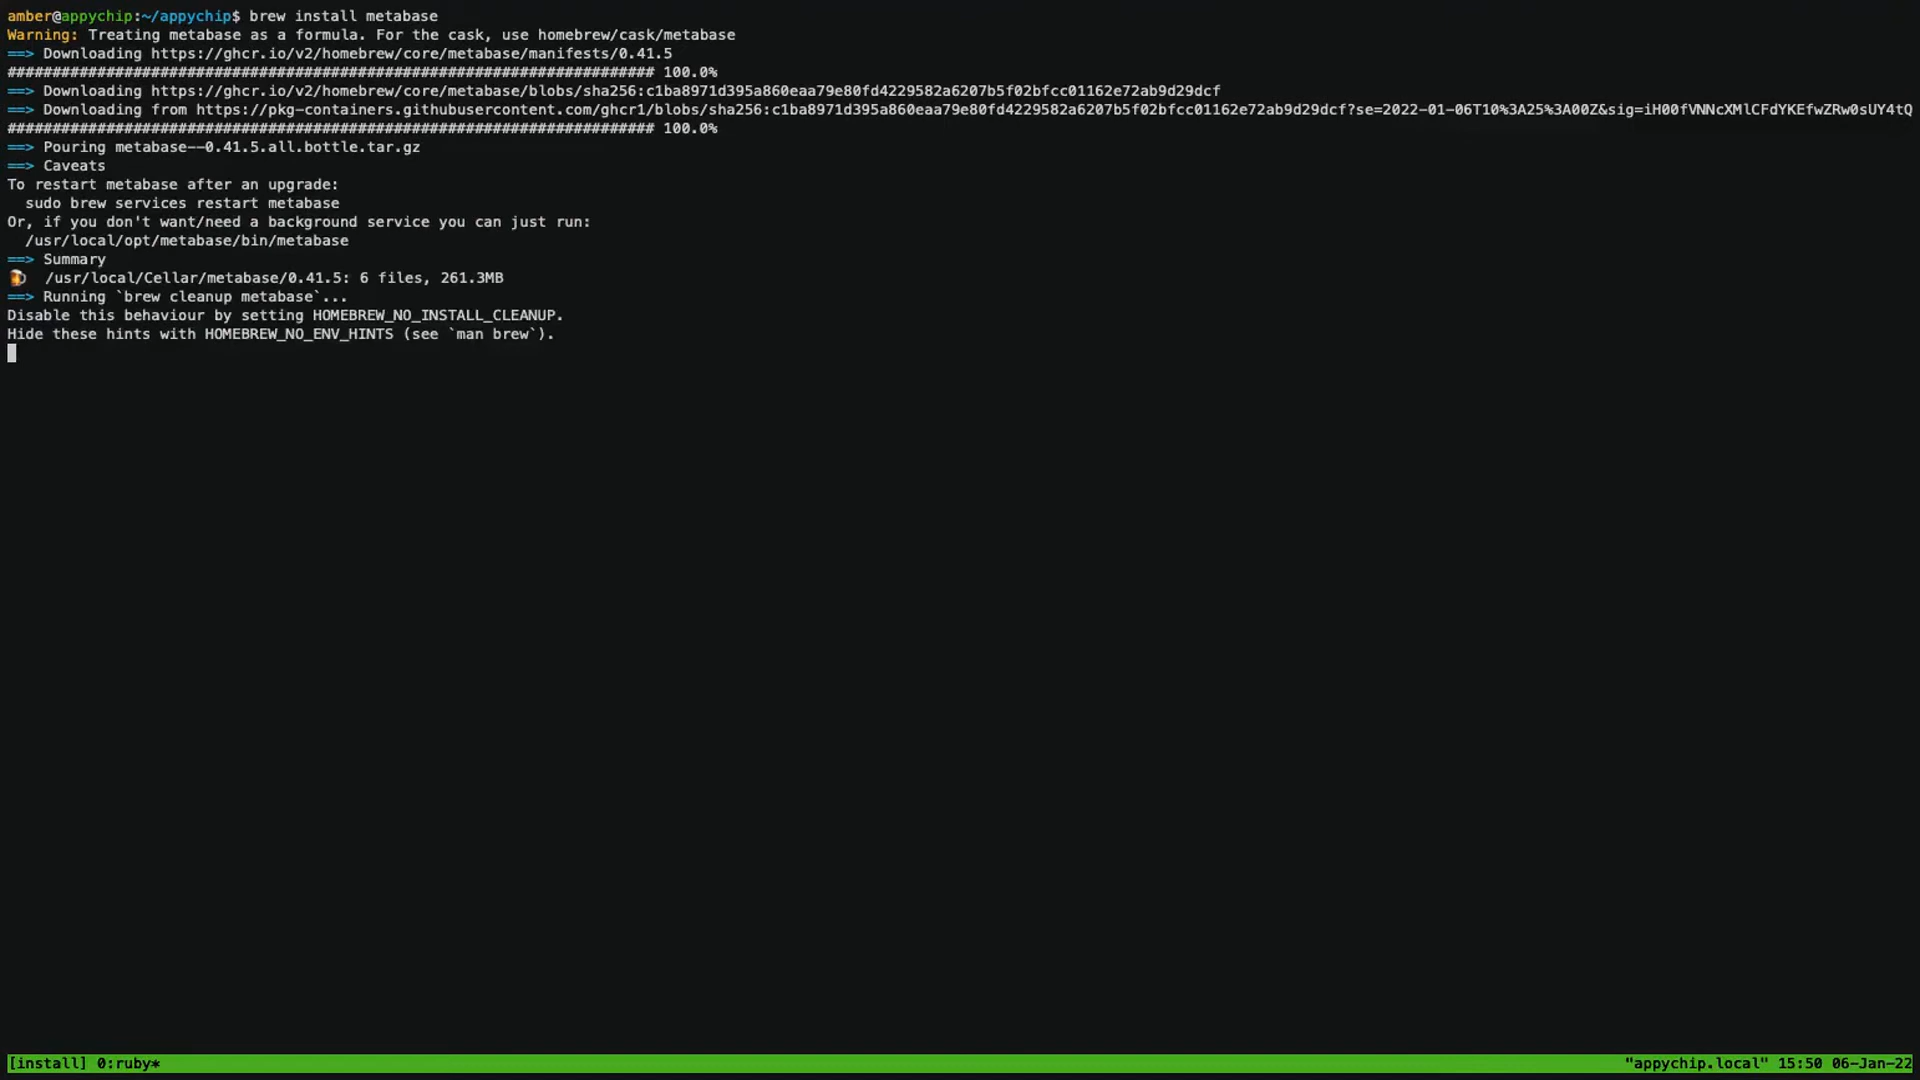 amber@appychip:~/appychip$ brew install metabase
Warning: Treating metabase as a formula. For the cask, use homebrew/cask/metabase
==> Downloading https://ghcr.io/v2/homebrew/core/metabase/manifests/0.41.5
######################################################################## 100.0%
==> Downloading https://ghcr.io/v2/homebrew/core/metabase/blobs/sha256:c1ba8971d395a860eaa79e80fd4229582a6207b5f02bfcc01162e72ab9d29dcf
==> Downloading from https://pkg-containers.githubusercontent.com/ghcr1/blobs/sha256:c1ba8971d395a860eaa79e80fd4229582a6207b5f02bfcc01162e72ab9d29dcf?se=2022-01-06T10%3A25%3A00Z&sig=iH00fVNNcXMlCFdYKEfwZRw0sUY4tQ
######################################################################## 100.0%
==> Pouring metabase--0.41.5.all.bottle.tar.gz
==> Caveats
To restart metabase after an upgrade:
  sudo brew services restart metabase
Or, if you don't want/need a background service you can just run:
  /usr/local/opt/metabase/bin/metabase
==> Summary
🍺  /usr/local/Cellar/metabase/0.41.5: 6 files, 261.3MB
==> Running `brew cleanup metabase`...
Disable this behaviour by setting HOMEBREW_NO_INSTALL_CLEANUP.
Hide these hints with HOMEBREW_NO_ENV_HINTS (see `man brew`).
[install] 0:ruby* "appychip.local" 15:50 06-Jan-22